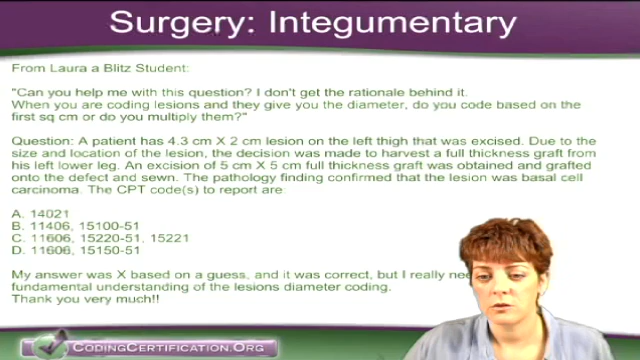 Surgery: Integumentary
From Laura a Blitz Student:
"Can you help me with this question? I don't get the rationale behind it.
When you are coding lesions and they give you the diameter, do you code based on the
first sq cm or do you multiply them?"
Question: A patient has 4.3 cm X 2 cm lesion on the left thigh that was excised. Due to the
size and location of the lesion, the decision was made to harvest a full thickness graft from
his left lower leg. An excision of 5 cm X 5 cm full thickness graft was obtained and grafted
onto the defect and sewn. The pathology finding confirmed that the lesion was basal cell
carcinoma. The CPT code(s) to report are:
A. 14021
B. 11406, 15100-51
C. 11606, 15220-51, 15221
D. 11606, 15150-51
My answer was X based on a guess, and it was correct, but I really
fundamental understanding of the lesions diameter coding.
Thank you very much!!
CODINGCERTIFICATION.ORG